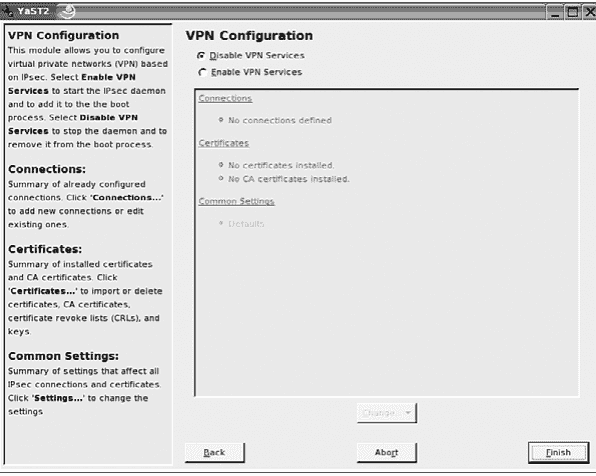 YaST2
VPN Configuration
This module allows you to configure
virtual private networks (VPN) based
on IPsec. Select Enable VPN
Services to start the IPsec daemon
and to add it to the the boot
process. Select Disable VPN
Services to stop the daemon and to
remove it from the boot process.
Connections:
Summary of already configured
connections. Click 'Connections...'
to add new connections or edit
existing ones.
Certificates:
Summary of installed certificates
and CA certificates. Click
'Certificates...' to import or delete
certificates, CA certificates,
certificate revoke lists (CRLs), and
keys.
Common Settings:
Summary of settings that affect all
IPsec connections and certificates.
Click 'Settings...' to change the
settings
VPN Configuration
Disable VPN Services
Enable VPN Services
Connections
No connections defined
Certificates
No certificates installed.
No CA certificates installed.
Common Settings
Defaults
Change...
Back
Abort
Finish